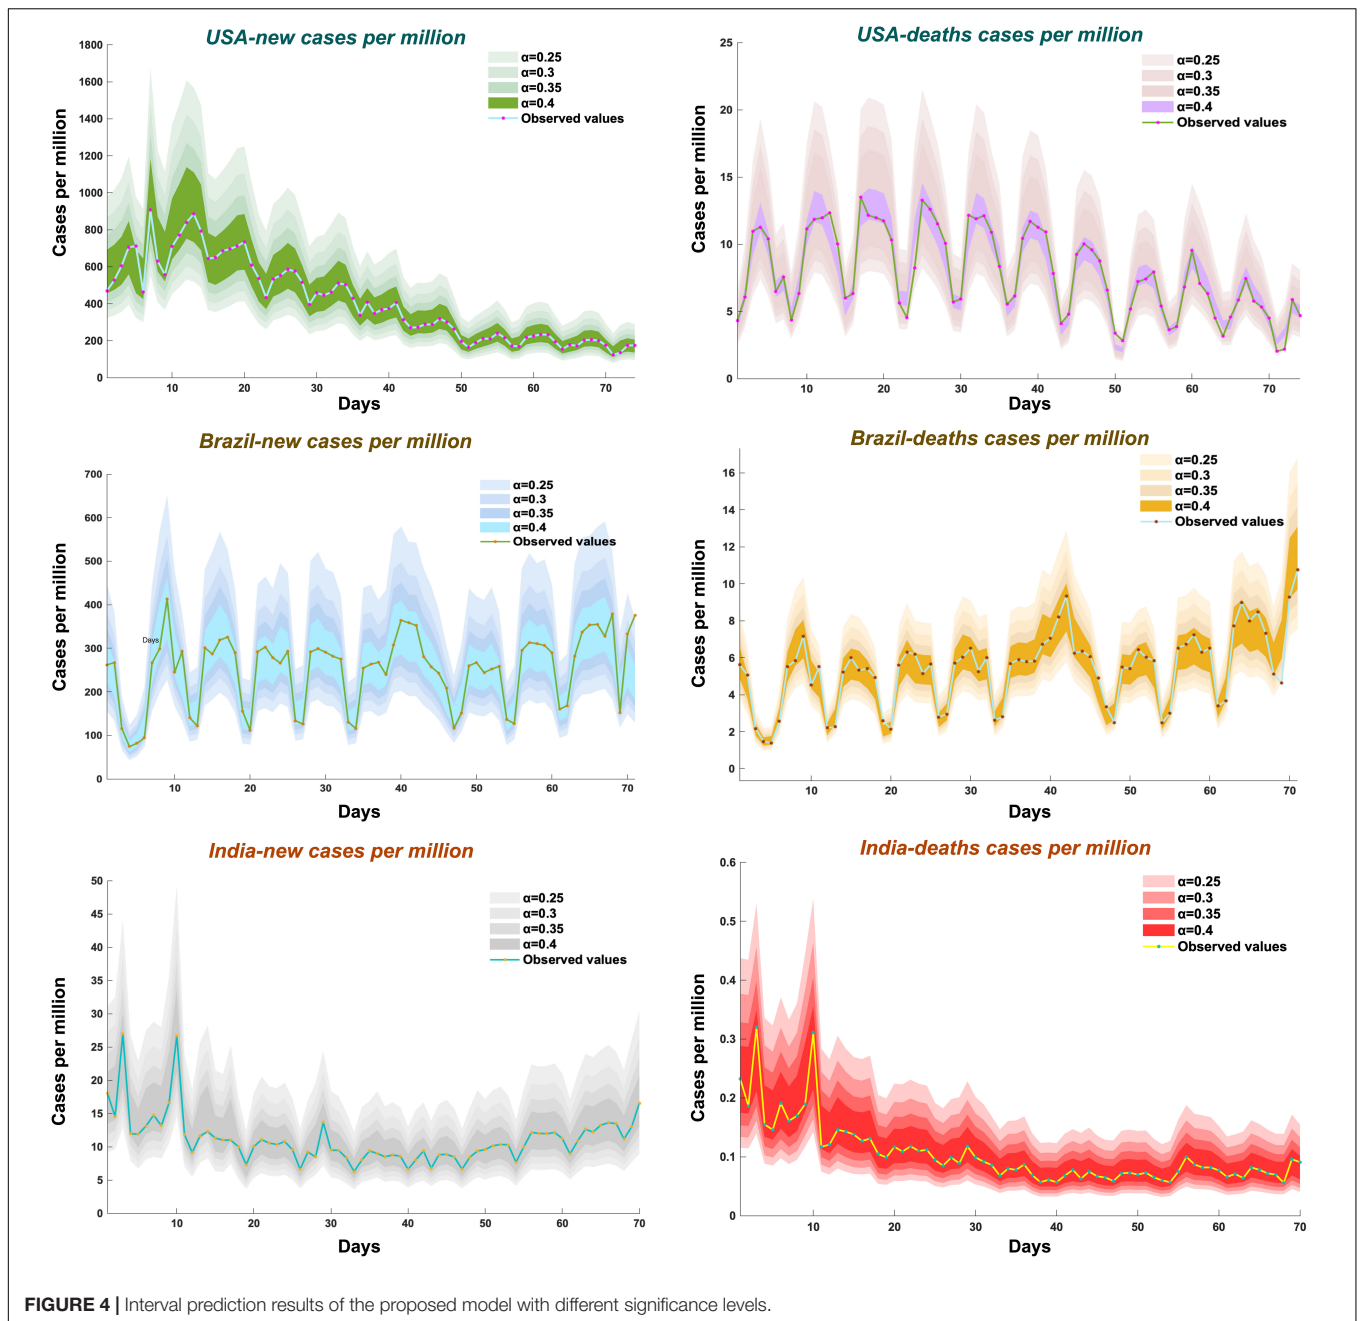 USA-new cases per million
Cases per million
1800
1600
1400
1200
1000
800
600
400
200
0
10
20
30
40
50
60
70
Days
α=0.25
α=0.3
α=0.35
α=0.4
Observed values
USA-deaths cases per million
Cases per million
25
20
15
10
5
0
10
20
30
40
50
60
70
Days
α=0.25
α=0.3
α=0.35
α=0.4
Observed values
Brazil-new cases per million
Cases per million
700
600
500
400
300
200
100
0
10
20
30
40
50
60
70
Days
Days
α=0.25
α=0.3
α=0.35
α=0.4
Observed values
Brazil-deaths cases per million
Cases per million
16
14
12
10
8
6
4
2
0
10
20
30
40
50
60
70
Days
α=0.25
α=0.3
α=0.35
α=0.4
Observed values
India-new cases per million
Cases per million
50
45
40
35
30
25
20
15
10
5
0
10
20
30
40
50
60
70
Days
α=0.25
α=0.3
α=0.35
α=0.4
Observed values
India-deaths cases per million
Cases per million
0.6
0.5
0.4
0.3
0.2
0.1
0
10
20
30
40
50
60
70
Days
α=0.25
α=0.3
α=0.35
α=0.4
Observed values
FIGURE 4 | Interval prediction results of the proposed model with different significance levels.